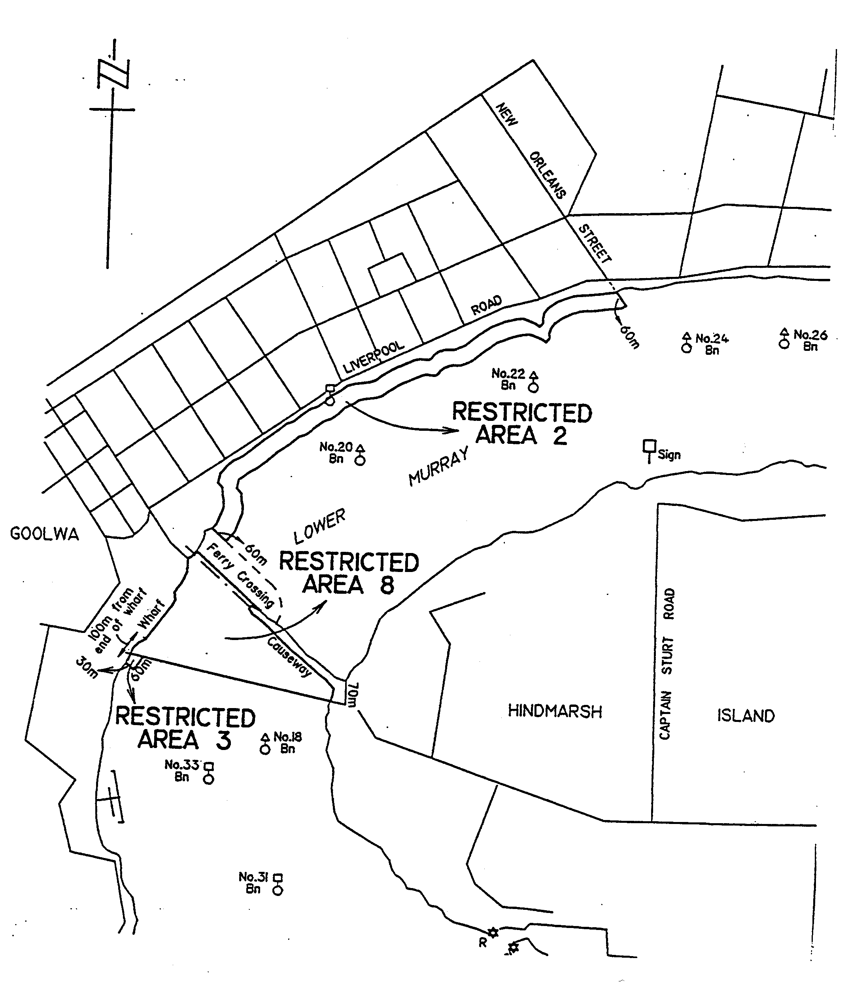 N
NEW
ORLEANS
STREET
ROAD
LIVERPOOL
60m
No.24
Bn
No.26
Bn
No.22
Bn
RESTRICTED
AREA 2
No.20
Bn
Sign
MURRAY
LOWER
GOOLWA
60m
Ferry Crossing
RESTRICTED
AREA 8
100m from
end of wharf
Wharf
30m
60m
Causeway
70m
CAPTAIN STURT ROAD
HINDMARSH
ISLAND
RESTRICTED
AREA 3
No.18
Bn
No.33
Bn
No.31
Bn
R